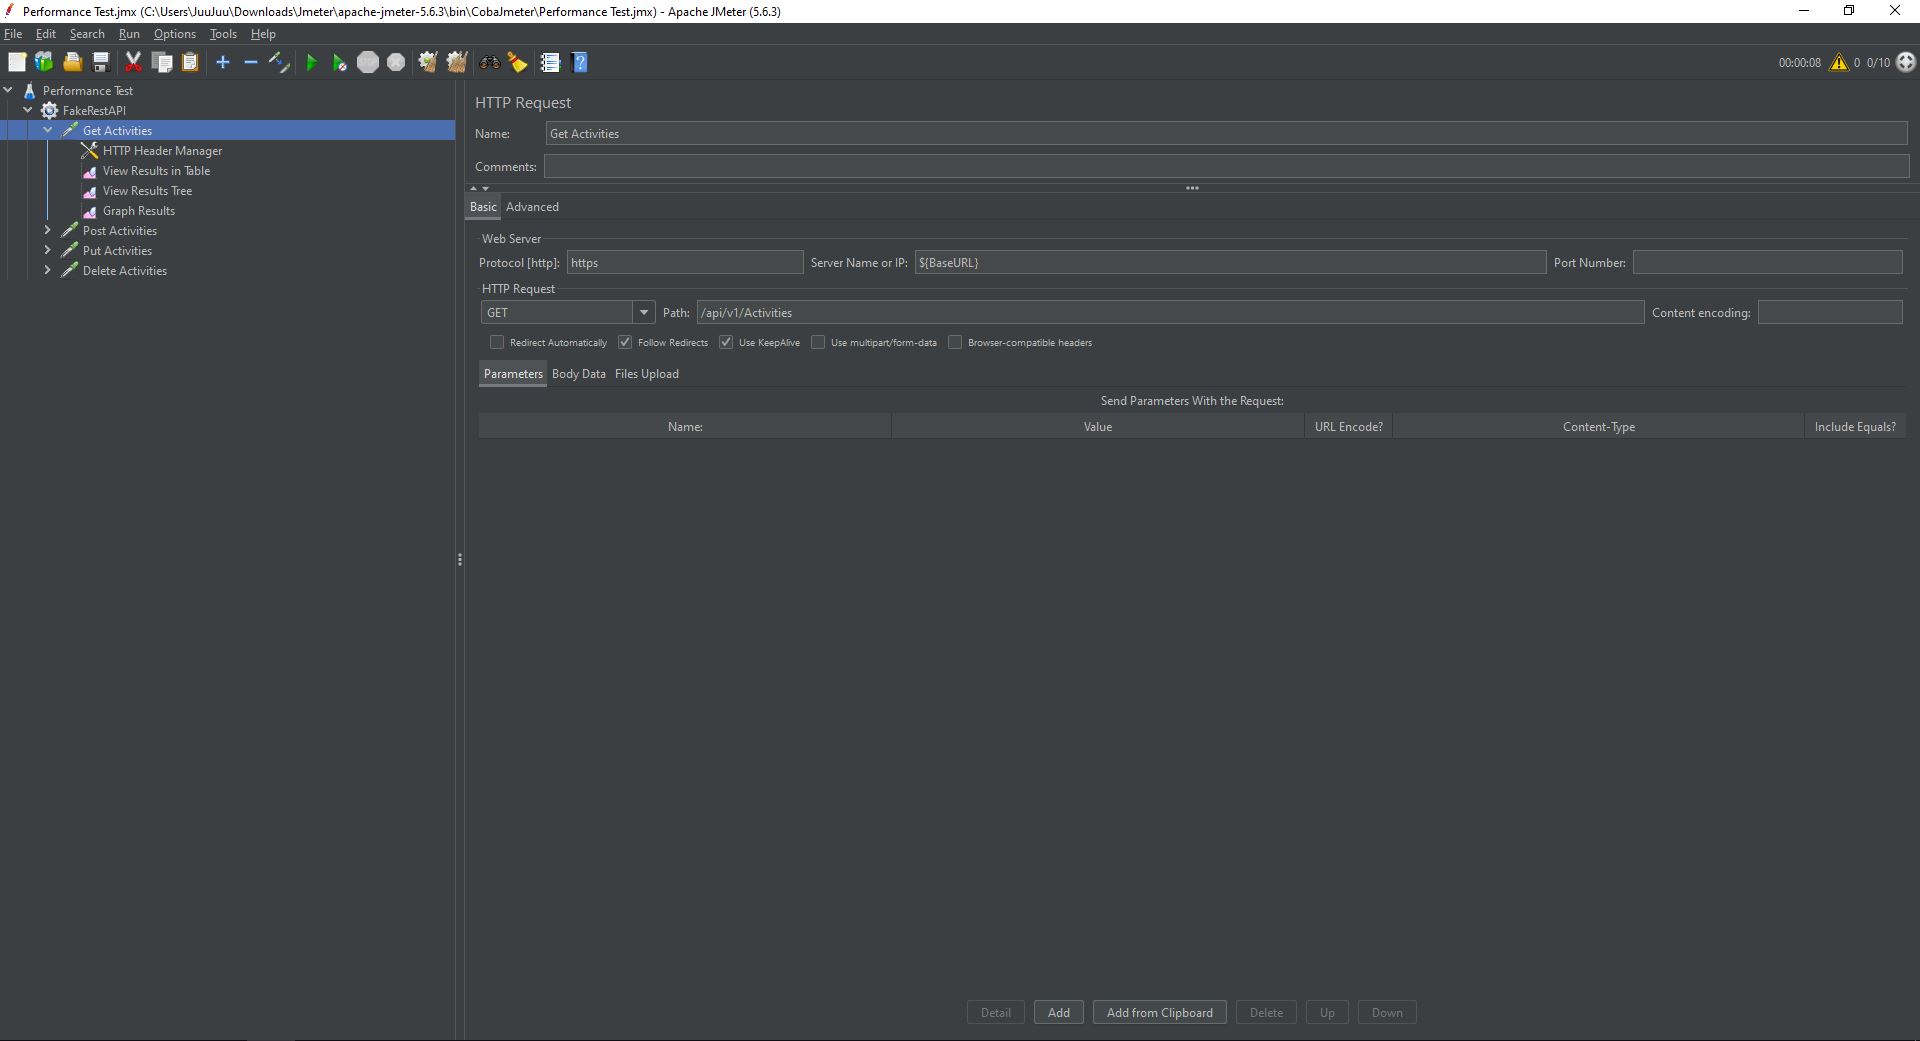 Performance Test.jmx (C:\Users\JuuJuu\Downloads\Jmeter\apache-jmeter-5.6.3\bin\CobaJmeter\Performance Test.jmx) - Apache JMeter (5.6.3)
File Edit Search Run Options Tools Help
00:00:08 0 0/10
Performance Test
FakeRestAPI
Get Activities
HTTP Header Manager
View Results in Table
View Results Tree
Graph Results
Post Activities
Put Activities
Delete Activities
HTTP Request
Name: Get Activities
Comments:
Basic Advanced
Web Server
Protocol [http]: https Server Name or IP: ${BaseURL} Port Number:
HTTP Request
GET Path: /api/v1/Activities Content encoding:
Redirect Automatically Follow Redirects Use KeepAlive Use multipart/form-data Browser-compatible headers
Parameters Body Data Files Upload
Send Parameters With the Request:
Name: Value URL Encode? Content-Type Include Equals?
Detail Add Add from Clipboard Delete Up Down